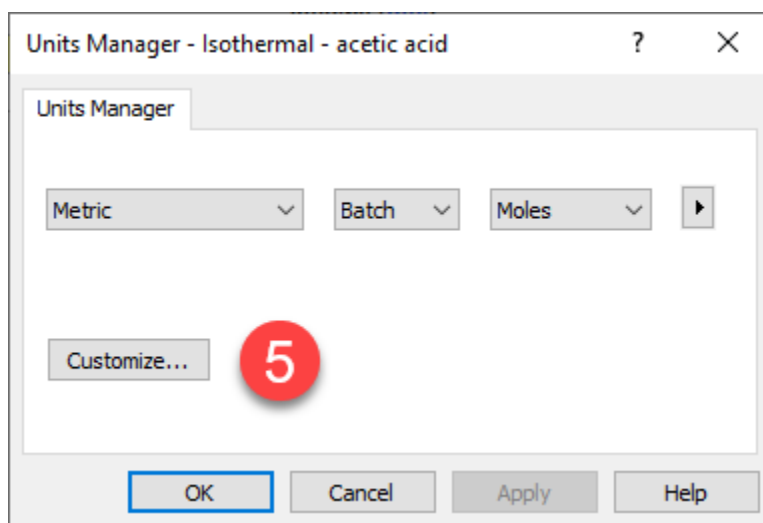 Units Manager - Isothermal - acetic acid ? X
Units Manager
Metric Batch Moles
Customize... 5
OK Cancel Apply Help